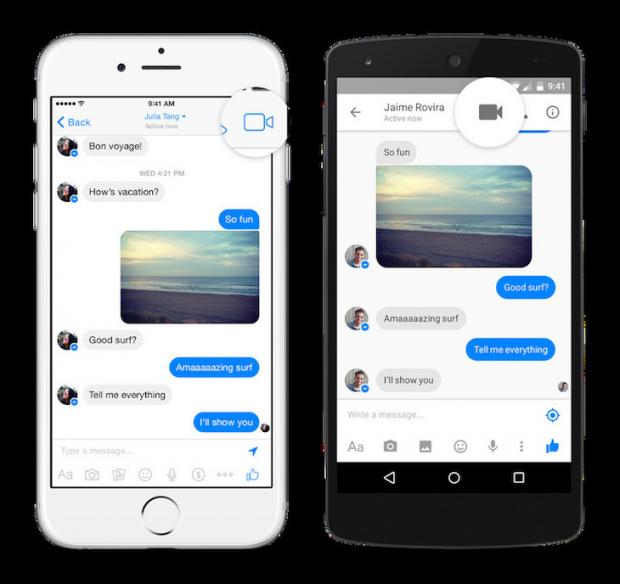 9:41 AM
Back
Julia Tang
Active now
Bon voyage!
WED 4:21 PM
How's vacation?
So fun
Good surf?
Amaaaaazing surf
Tell me everything
I'll show you
Type a message...
Aa
$
9:41
Jaime Rovira
Active now
So fun
Good surf?
Amaaaaazing surf
Tell me everything
I'll show you
Write a message...
Aa